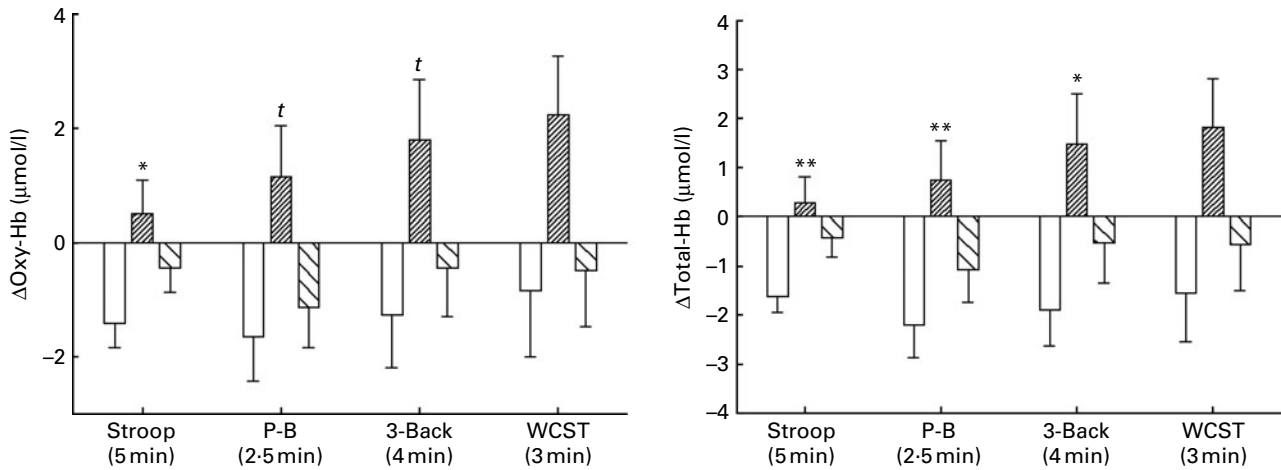 4
2
0
−2
ΔOxy-Hb (μmol/l)
*
t
t
Stroop
(5 min)
P-B
(2·5 min)
3-Back
(4 min)
WCST
(3 min)
4
3
2
1
0
−1
−2
−3
−4
ΔTotal-Hb (μmol/l)
**
**
*
Stroop
(5 min)
P-B
(2·5 min)
3-Back
(4 min)
WCST
(3 min)